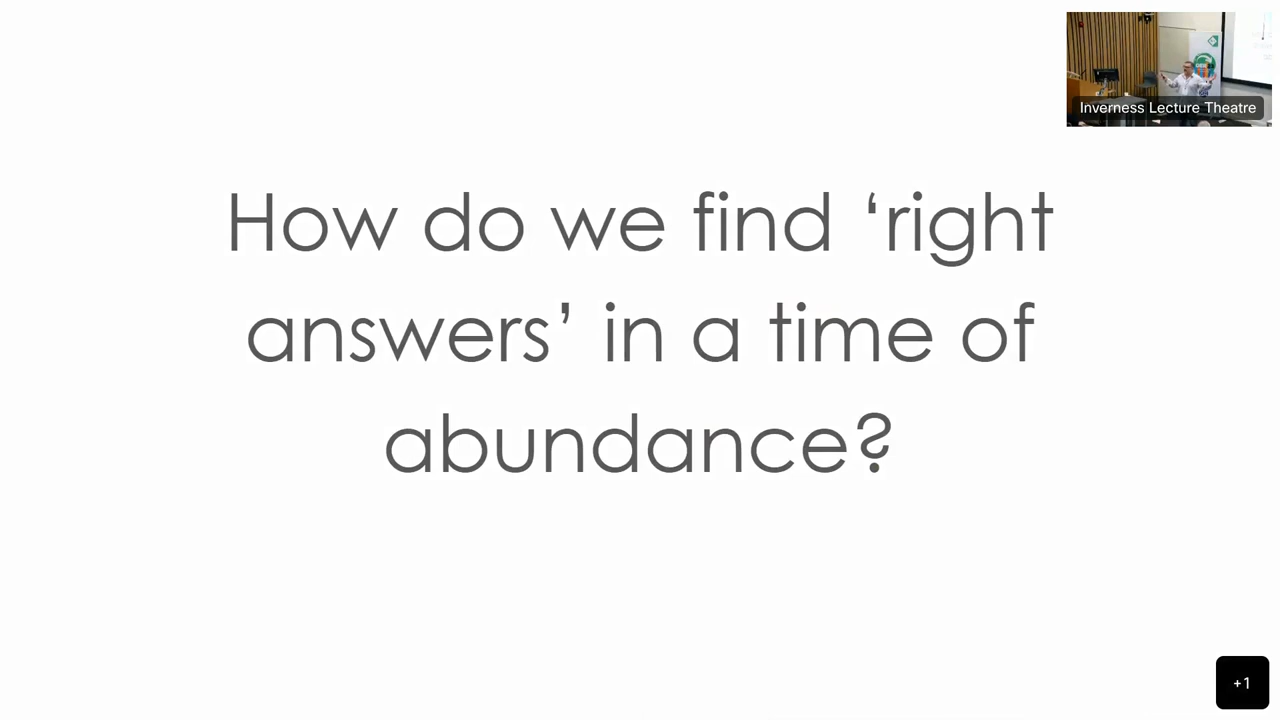 Inverness Lecture Theatre
How do we find ‘right
answers’ in a time of
abundance?
+1